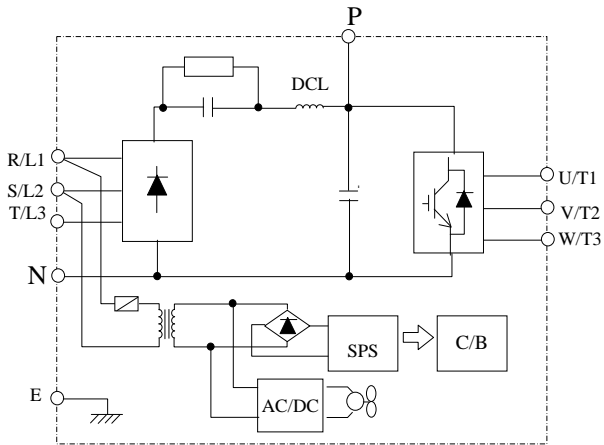 P
DCL
R/L1
S/L2
T/L3
U/T1
V/T2
W/T3
N
SPS
C/B
E
AC/DC